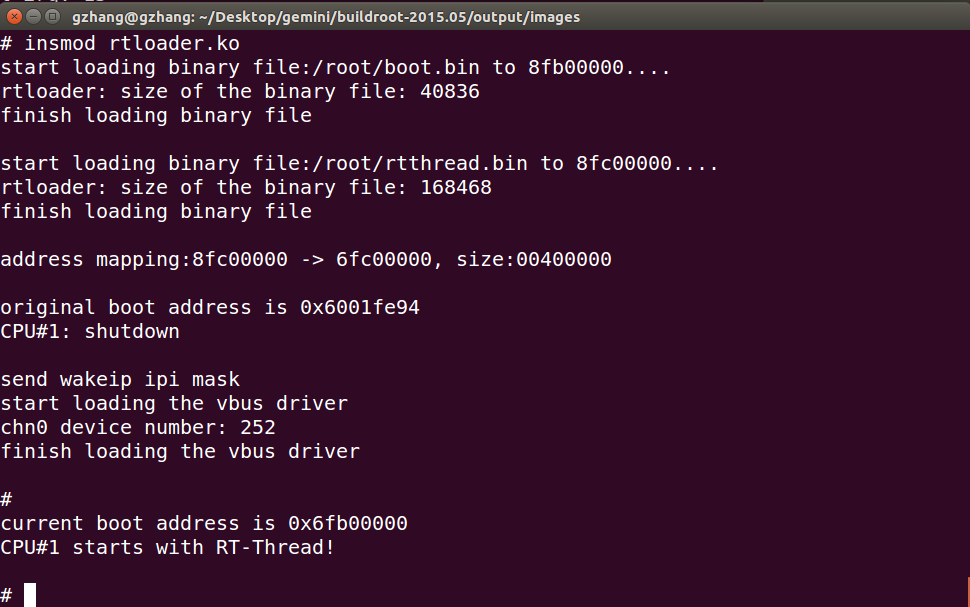 gzhang@gzhang: ~/Desktop/gemini/buildroot-2015.05/output/images
# insmod rtloader.ko
start loading binary file:/root/boot.bin to 8fb00000....
rtloader: size of the binary file: 40836
finish loading binary file
start loading binary file:/root/rtthread.bin to 8fc00000....
rtloader: size of the binary file: 168468
finish loading binary file
address mapping:8fc00000 -> 6fc00000, size:00400000
original boot address is 0x6001fe94
CPU#1: shutdown
send wakeip ipi mask
start loading the vbus driver
chn0 device number: 252
finish loading the vbus driver
#
current boot address is 0x6fb00000
CPU#1 starts with RT-Thread!
#